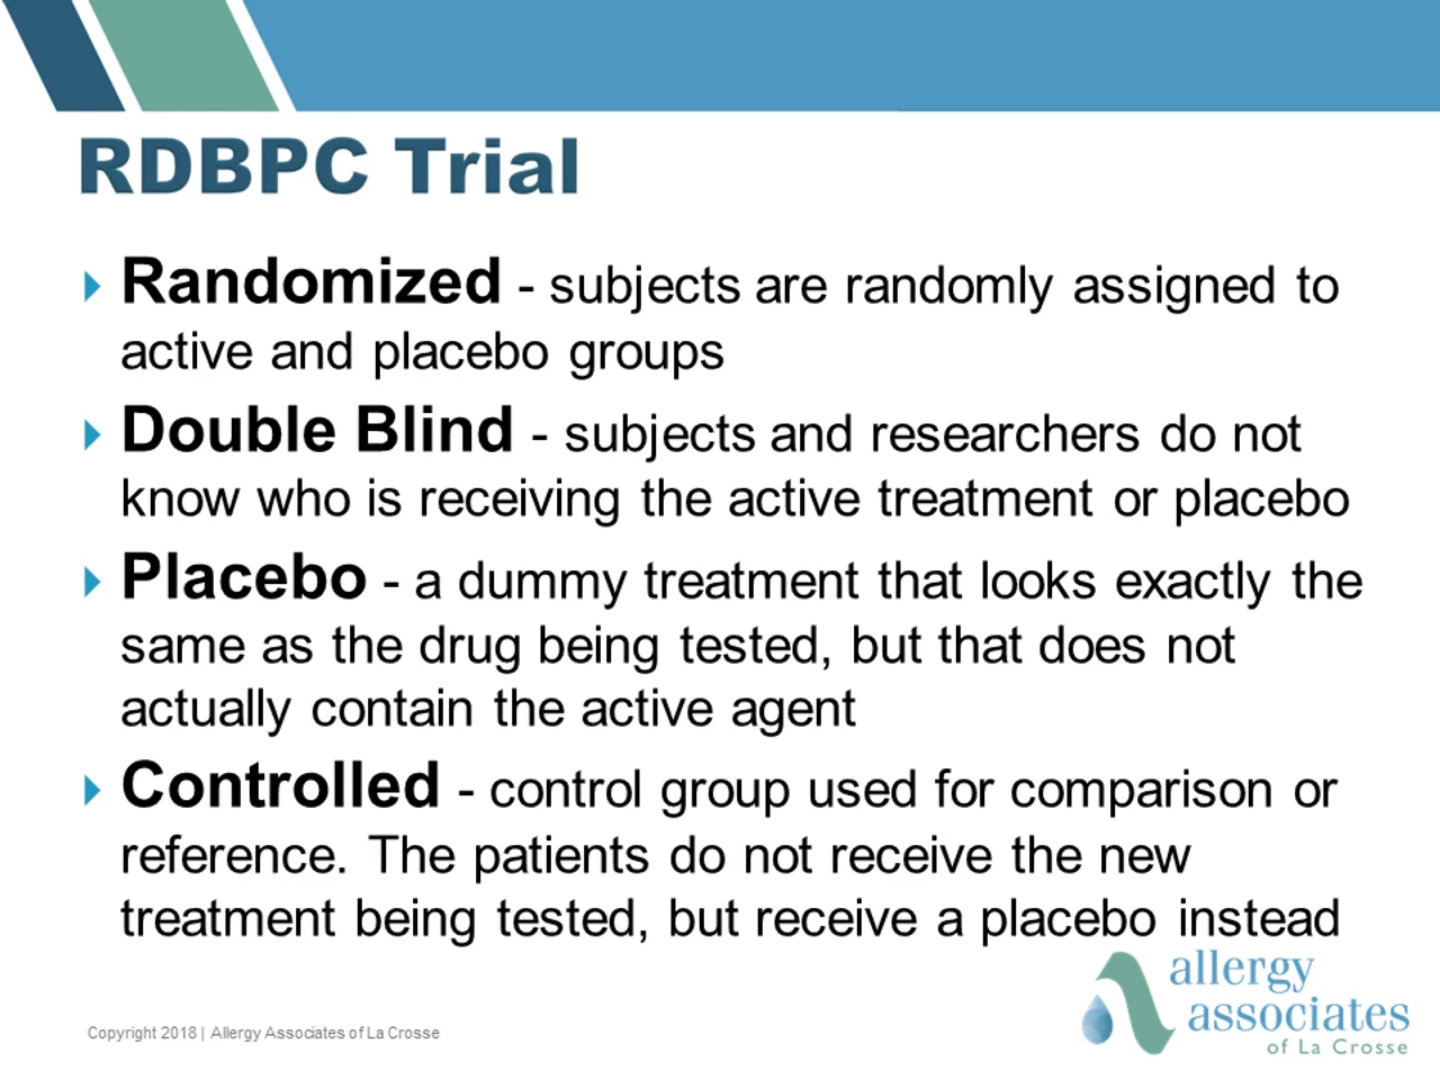 RDBPC Trial
Randomized - subjects are randomly assigned to
active and placebo groups
Double Blind - subjects and researchers do not
know who is receiving the active treatment or placebo
Placebo - a dummy treatment that looks exactly the
same as the drug being tested, but that does not
actually contain the active agent
Controlled - control group used for comparison or
reference. The patients do not receive the new
treatment being tested, but receive a placebo instead
allergy
associates
of La Crosse
Copyright 2018 | Allergy Associates of La Crosse